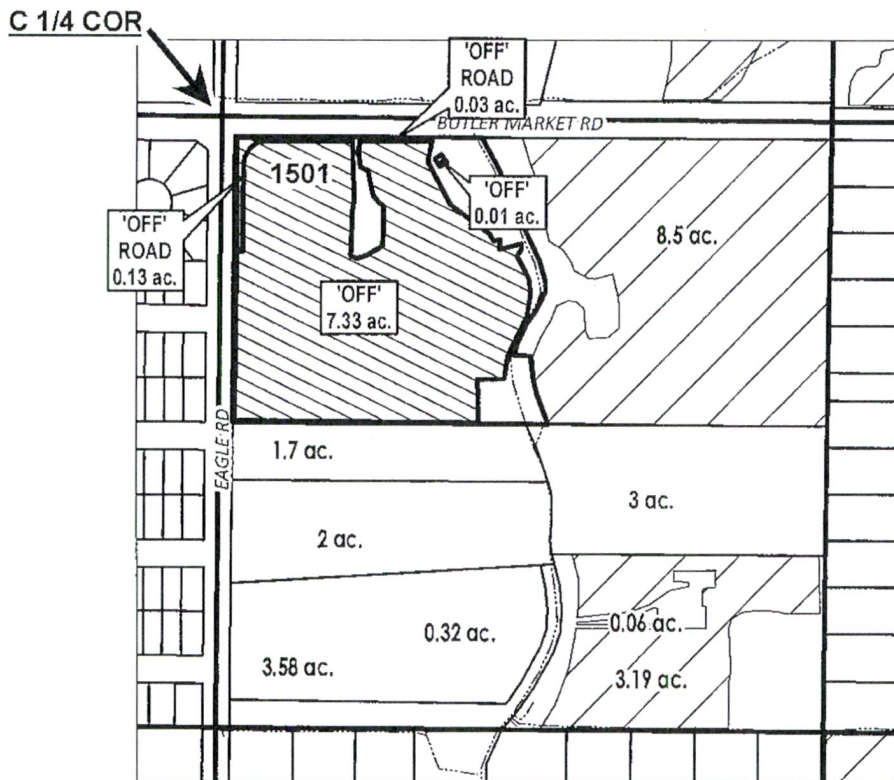 C 1/4 COR
'OFF'
ROAD
0.03 ac.
BUTLER MARKET RD
1501
'OFF'
0.01 ac.
'OFF'
ROAD
0.13 ac.
8.5 ac.
'OFF'
7.33 ac.
EAGLE RD
1.7 ac.
3 ac.
2 ac.
0.32 ac.
0.06 ac.
3.58 ac.
3.19 ac.